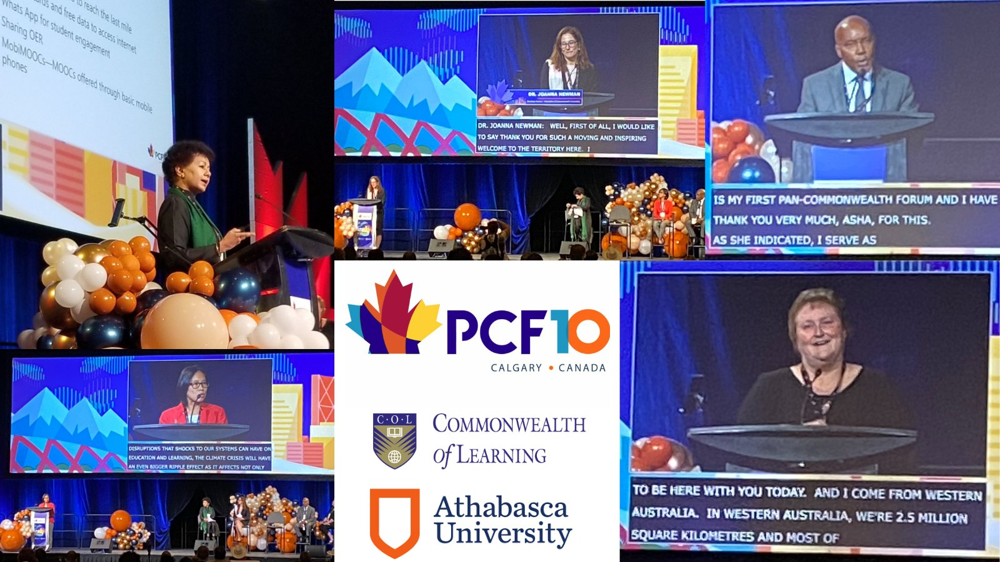 to reach the last mile
and free data to access internet
Whats App for student engagement
Sharing OER
MobiMOOCs—MOOCs offered through basic mobile
phones
DR. JOANNA NEWMAN
DR. JOANNA NEWMAN: WELL, FIRST OF ALL, I WOULD LIKE
TO SAY THANK YOU FOR SUCH A MOVING AND INSPIRING
WELCOME TO THE TERRITORY HERE. I
IS MY FIRST PAN-COMMONWEALTH FORUM AND I HAVE
THANK YOU VERY MUCH, ASHA, FOR THIS.
AS SHE INDICATED, I SERVE AS
DISRUPTIONS THAT SHOCKS TO OUR SYSTEMS CAN HAVE ON
EDUCATION AND LEARNING, THE CLIMATE CRISIS WILL HAVE
AN EVEN BIGGER RIPPLE EFFECT AS IT AFFECTS NOT ONLY
PCF10
CALGARY • CANADA
C·O·L
COMMONWEALTH
of LEARNING
Athabasca
University
TO BE HERE WITH YOU TODAY. AND I COME FROM WESTERN
AUSTRALIA. IN WESTERN AUSTRALIA, WE'RE 2.5 MILLION
SQUARE KILOMETRES AND MOST OF